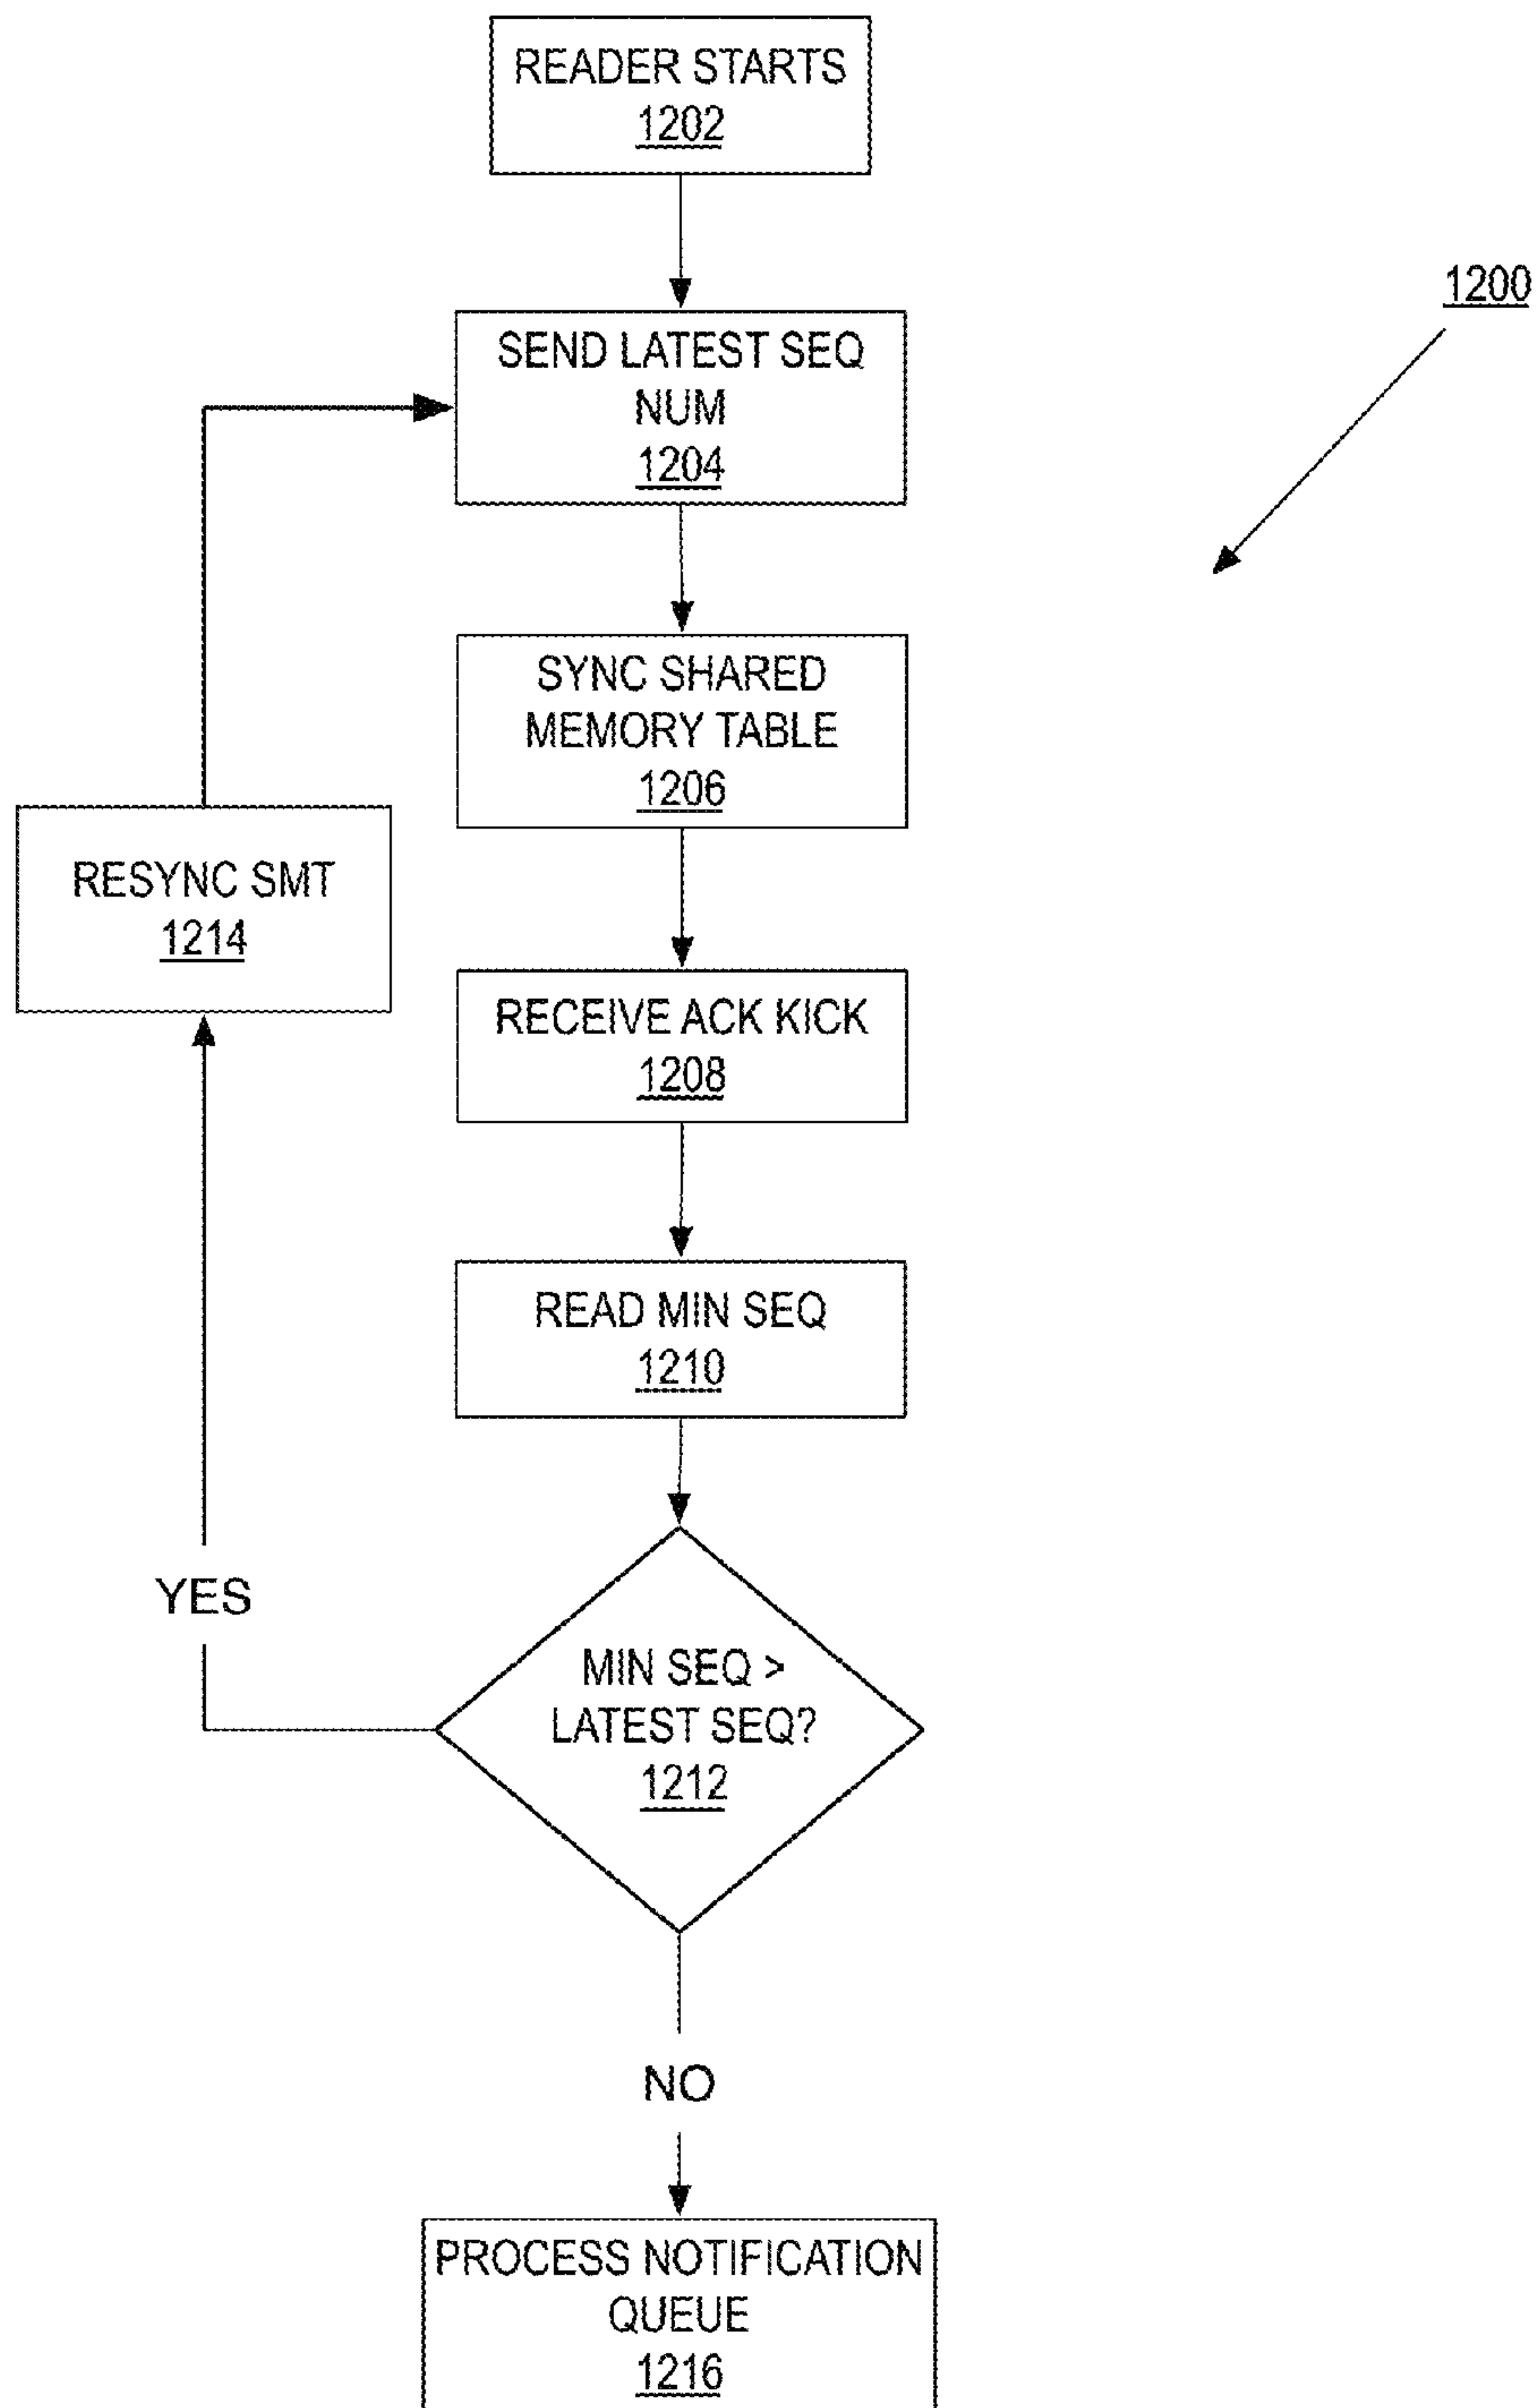 READER STARTS
1202
1200
SEND LATEST SEQ
NUM
1204
SYNC SHARED
MEMORY TABLE
1206
RESYNC SMT
1214
RECEIVE ACK KICK
1208
READ MIN SEQ
1210
YES
MIN SEQ >
LATEST SEQ?
1212
NO
PROCESS NOTIFICATION
QUEUE
1216